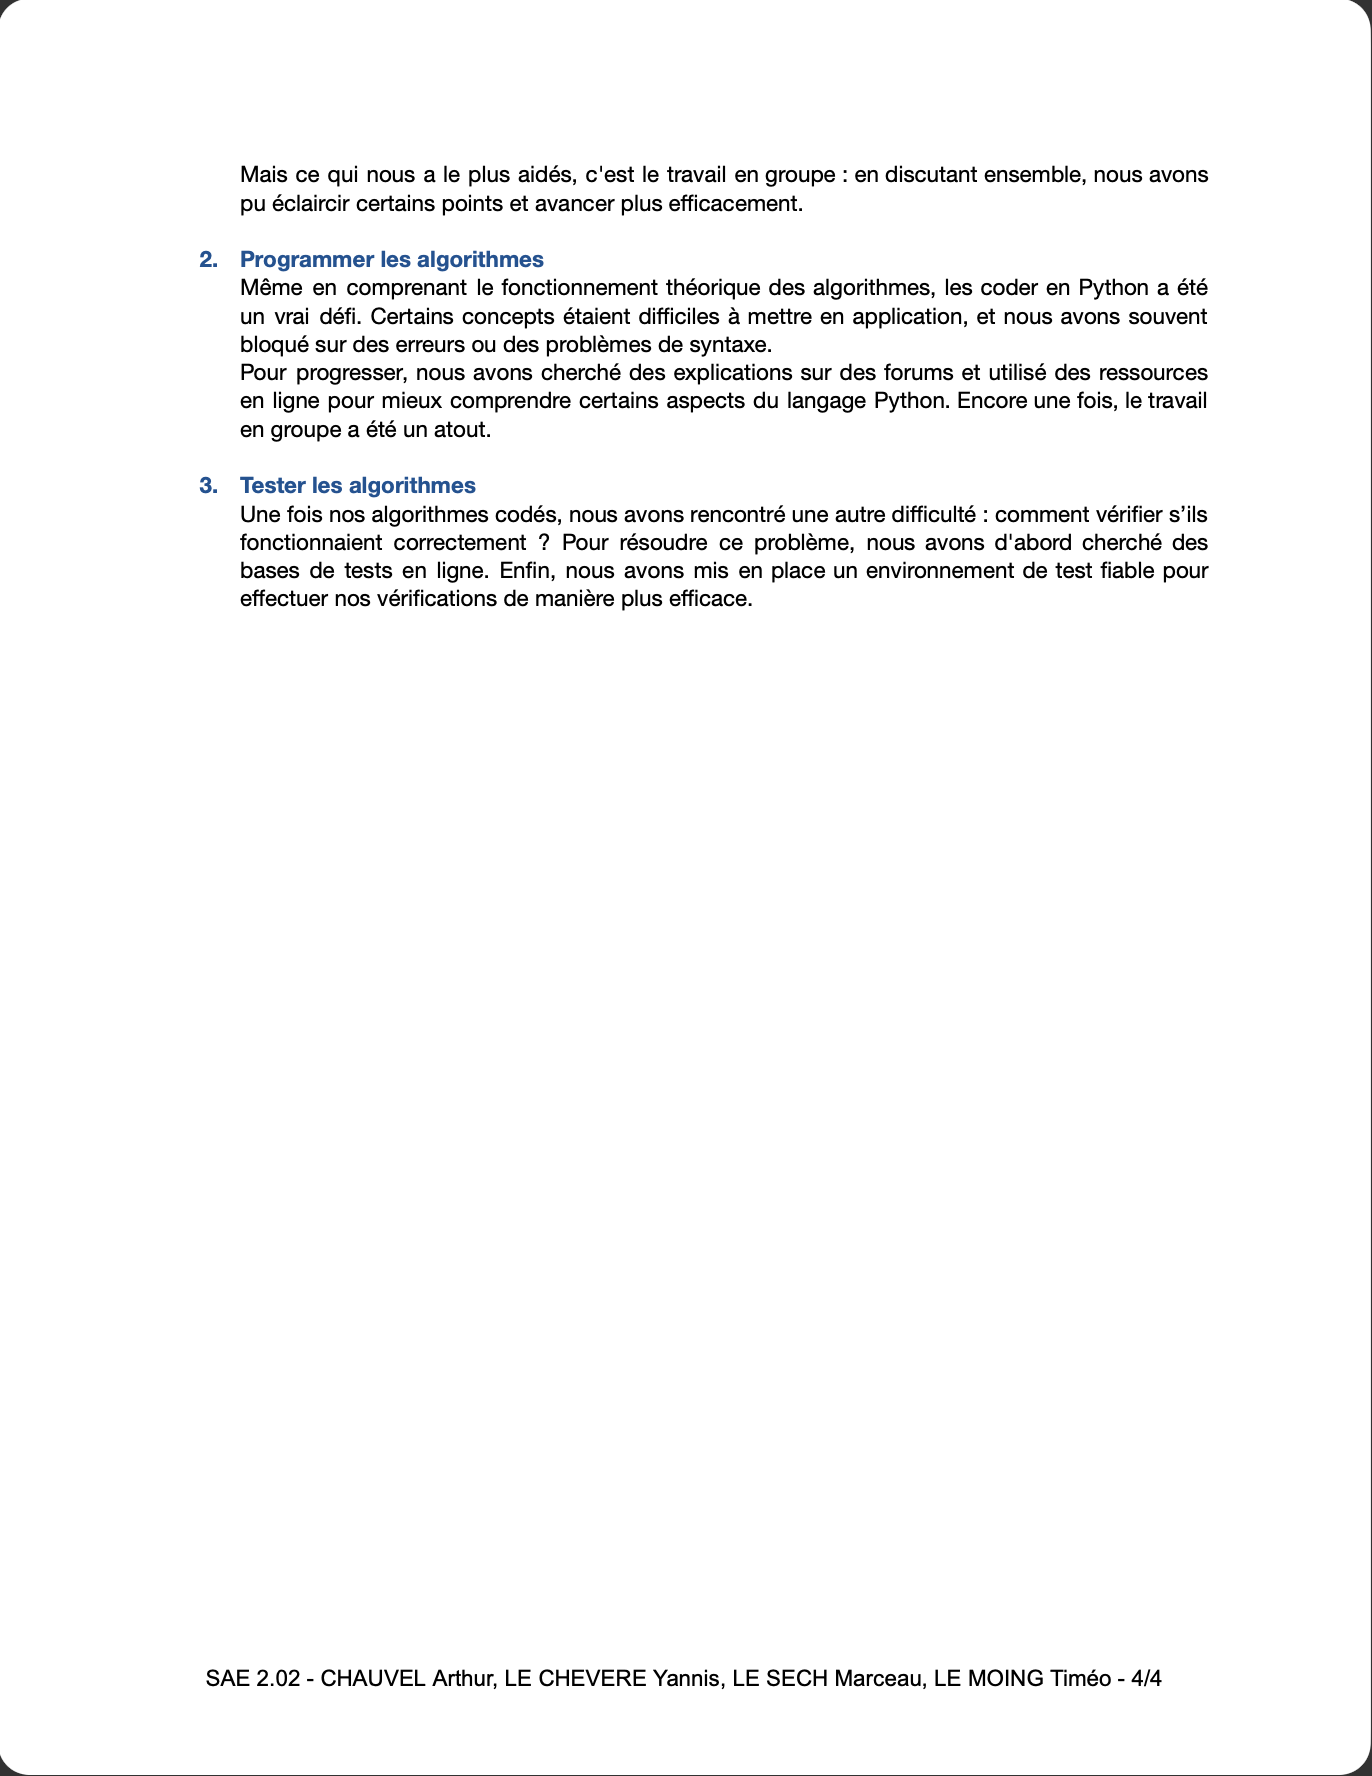 Mais ce qui nous a le plus aidés, c'est le travail en groupe : en discutant ensemble, nous avons
pu éclaircir certains points et avancer plus efficacement.
2. Programmer les algorithmes
Même en comprenant le fonctionnement théorique des algorithmes, les coder en Python a été
un vrai défi. Certains concepts étaient difficiles à mettre en application, et nous avons souvent
bloqué sur des erreurs ou des problèmes de syntaxe.
Pour progresser, nous avons cherché des explications sur des forums et utilisé des ressources
en ligne pour mieux comprendre certains aspects du langage Python. Encore une fois, le travail
en groupe a été un atout.
3. Tester les algorithmes
Une fois nos algorithmes codés, nous avons rencontré une autre difficulté : comment vérifier s’ils
fonctionnaient correctement ? Pour résoudre ce problème, nous avons d'abord cherché des
bases de tests en ligne. Enfin, nous avons mis en place un environnement de test fiable pour
effectuer nos vérifications de manière plus efficace.
SAE 2.02 - CHAUVEL Arthur, LE CHEVERE Yannis, LE SECH Marceau, LE MOING Timéo - 4/4